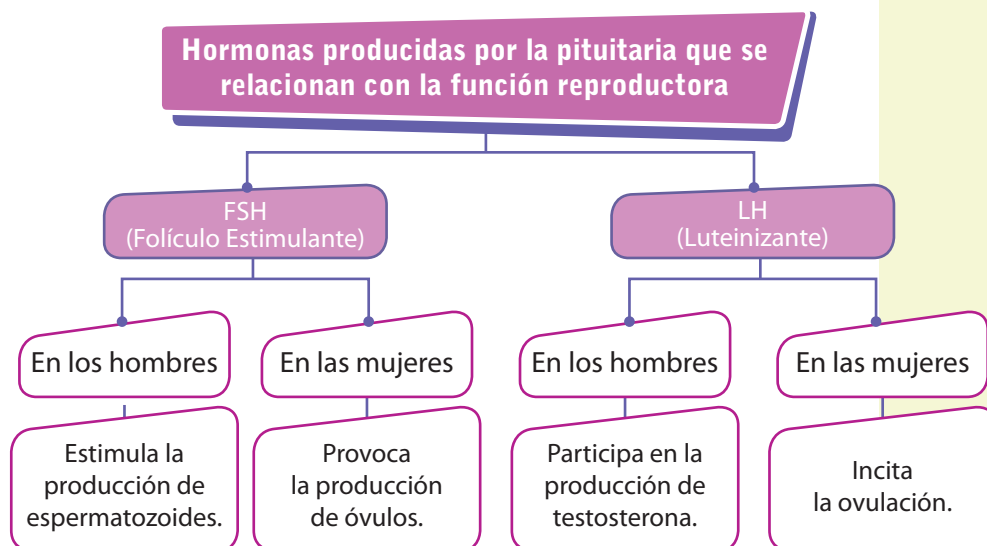 Hormonas producidas por la pituitaria que se
relacionan con la función reproductora
FSH
(Folículo Estimulante)
LH
(Luteinizante)
En los hombres
En las mujeres
En los hombres
En las mujeres
Estimula la
producción de
espermatozoides.
Provoca
la producción
de óvulos.
Participa en la
producción de
testosterona.
Incita
la ovulación.